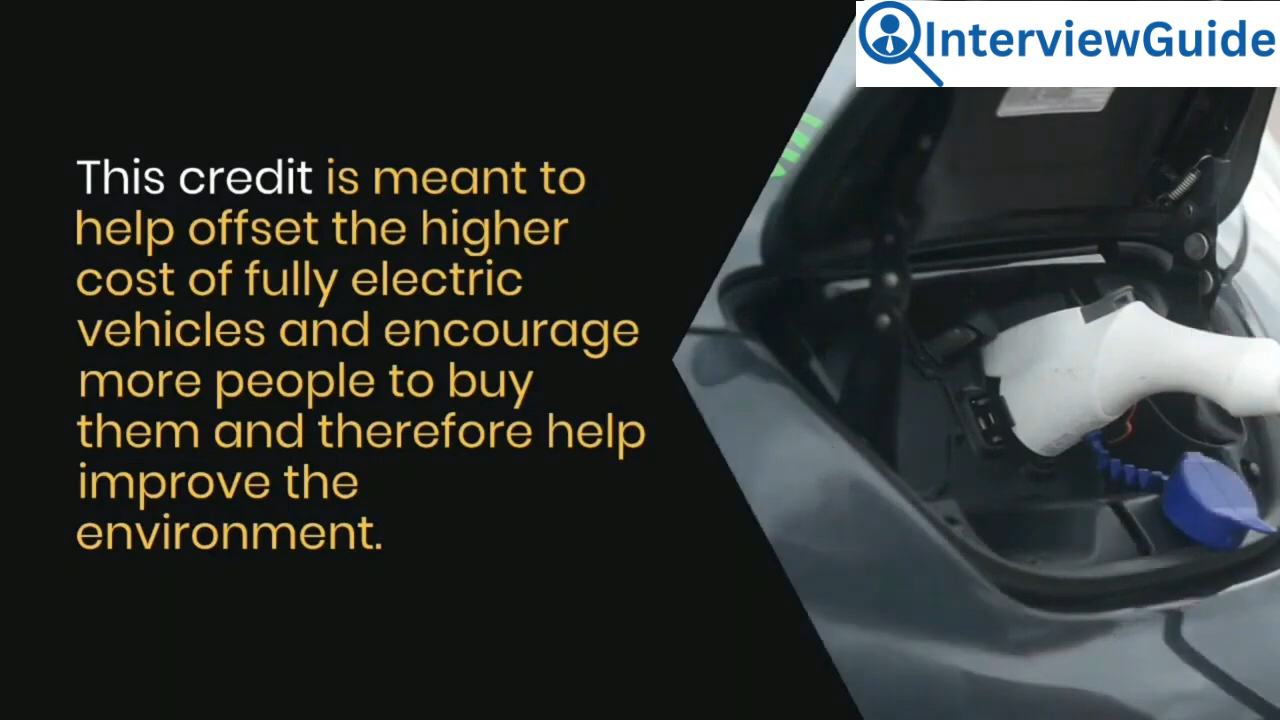 InterviewGuide
This credit is meant to
help offset the higher
cost of fully electric
vehicles and encourage
more people to buy
them and therefore help
improve the
environment.